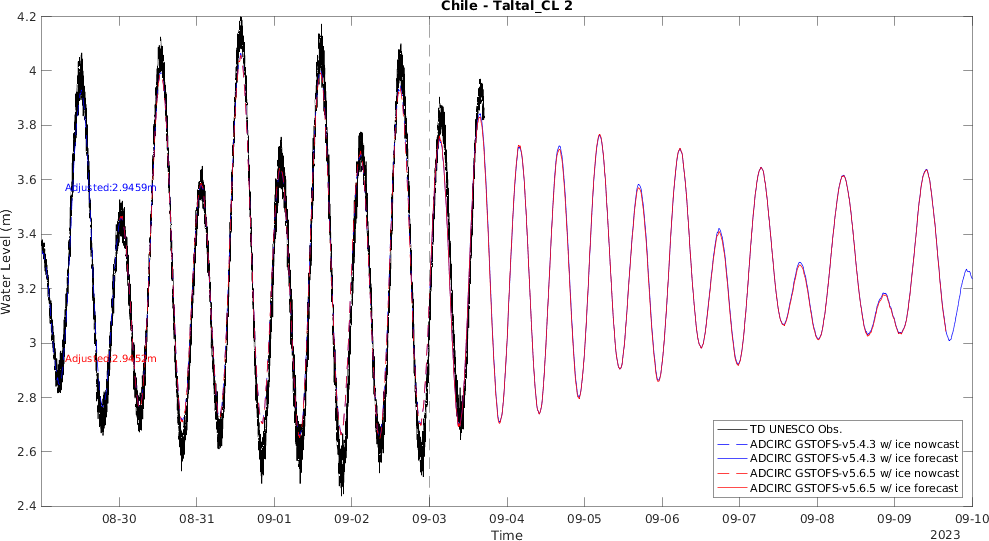 Chile - Taltal_CL 2
4.2
4
3.8
3.6
3.4
3.2
3
2.8
2.6
2.4
Water Level (m)
Adjusted:2.9459m
Adjusted:2.9452m
TD UNESCO Obs.
ADCIRC GSTOFS-v5.4.3 w/ ice nowcast
ADCIRC GSTOFS-v5.4.3 w/ ice forecast
ADCIRC GSTOFS-v5.6.5 w/ ice nowcast
ADCIRC GSTOFS-v5.6.5 w/ ice forecast
08-30 08-31 09-01 09-02 09-03 09-04 09-05 09-06 09-07 09-08 09-09 09-10
Time
2023